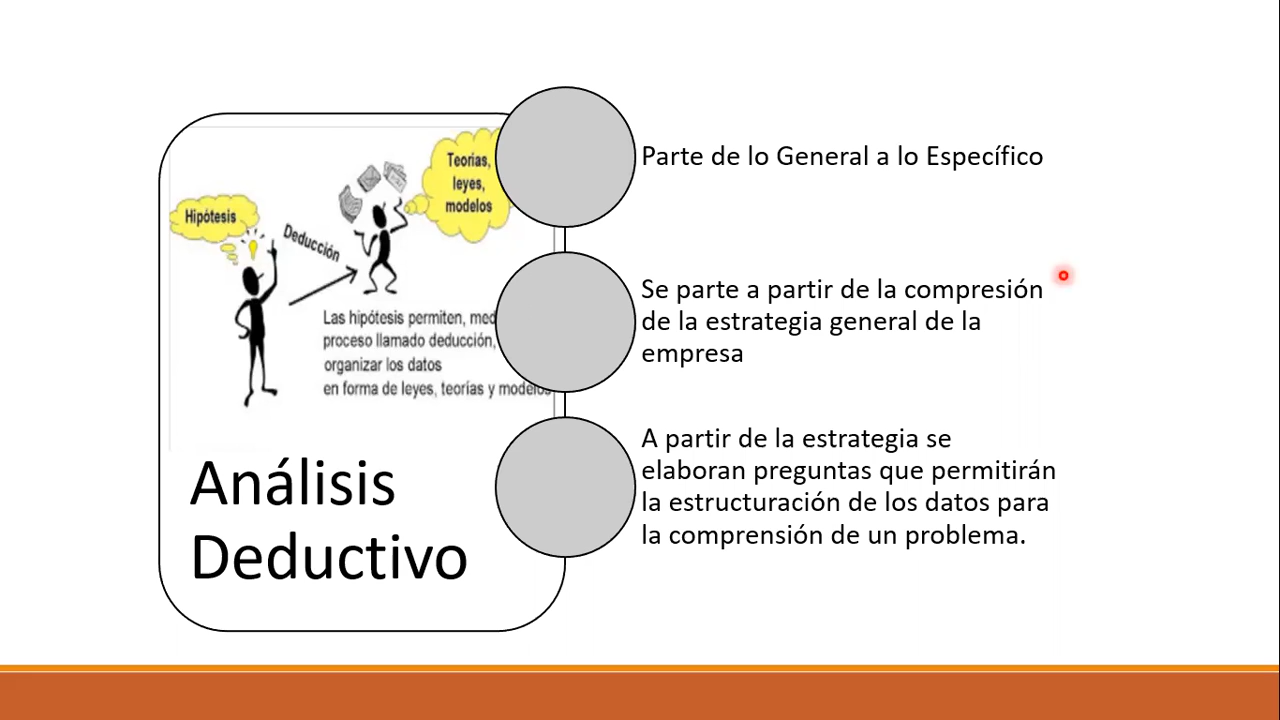 Teorías,
leyes,
modelos
Hipótesis
Deducción
Las hipótesis permiten,
proceso llamado deducción,
organizar los datos
en forma de leyes, teorías y modelos
Análisis
Deductivo
Parte de lo General a lo Específico
Se parte a partir de la compresión
de la estrategia general de la
empresa
A partir de la estrategia se
elaboran preguntas que permitirán
la estructuración de los datos para
la comprensión de un problema.